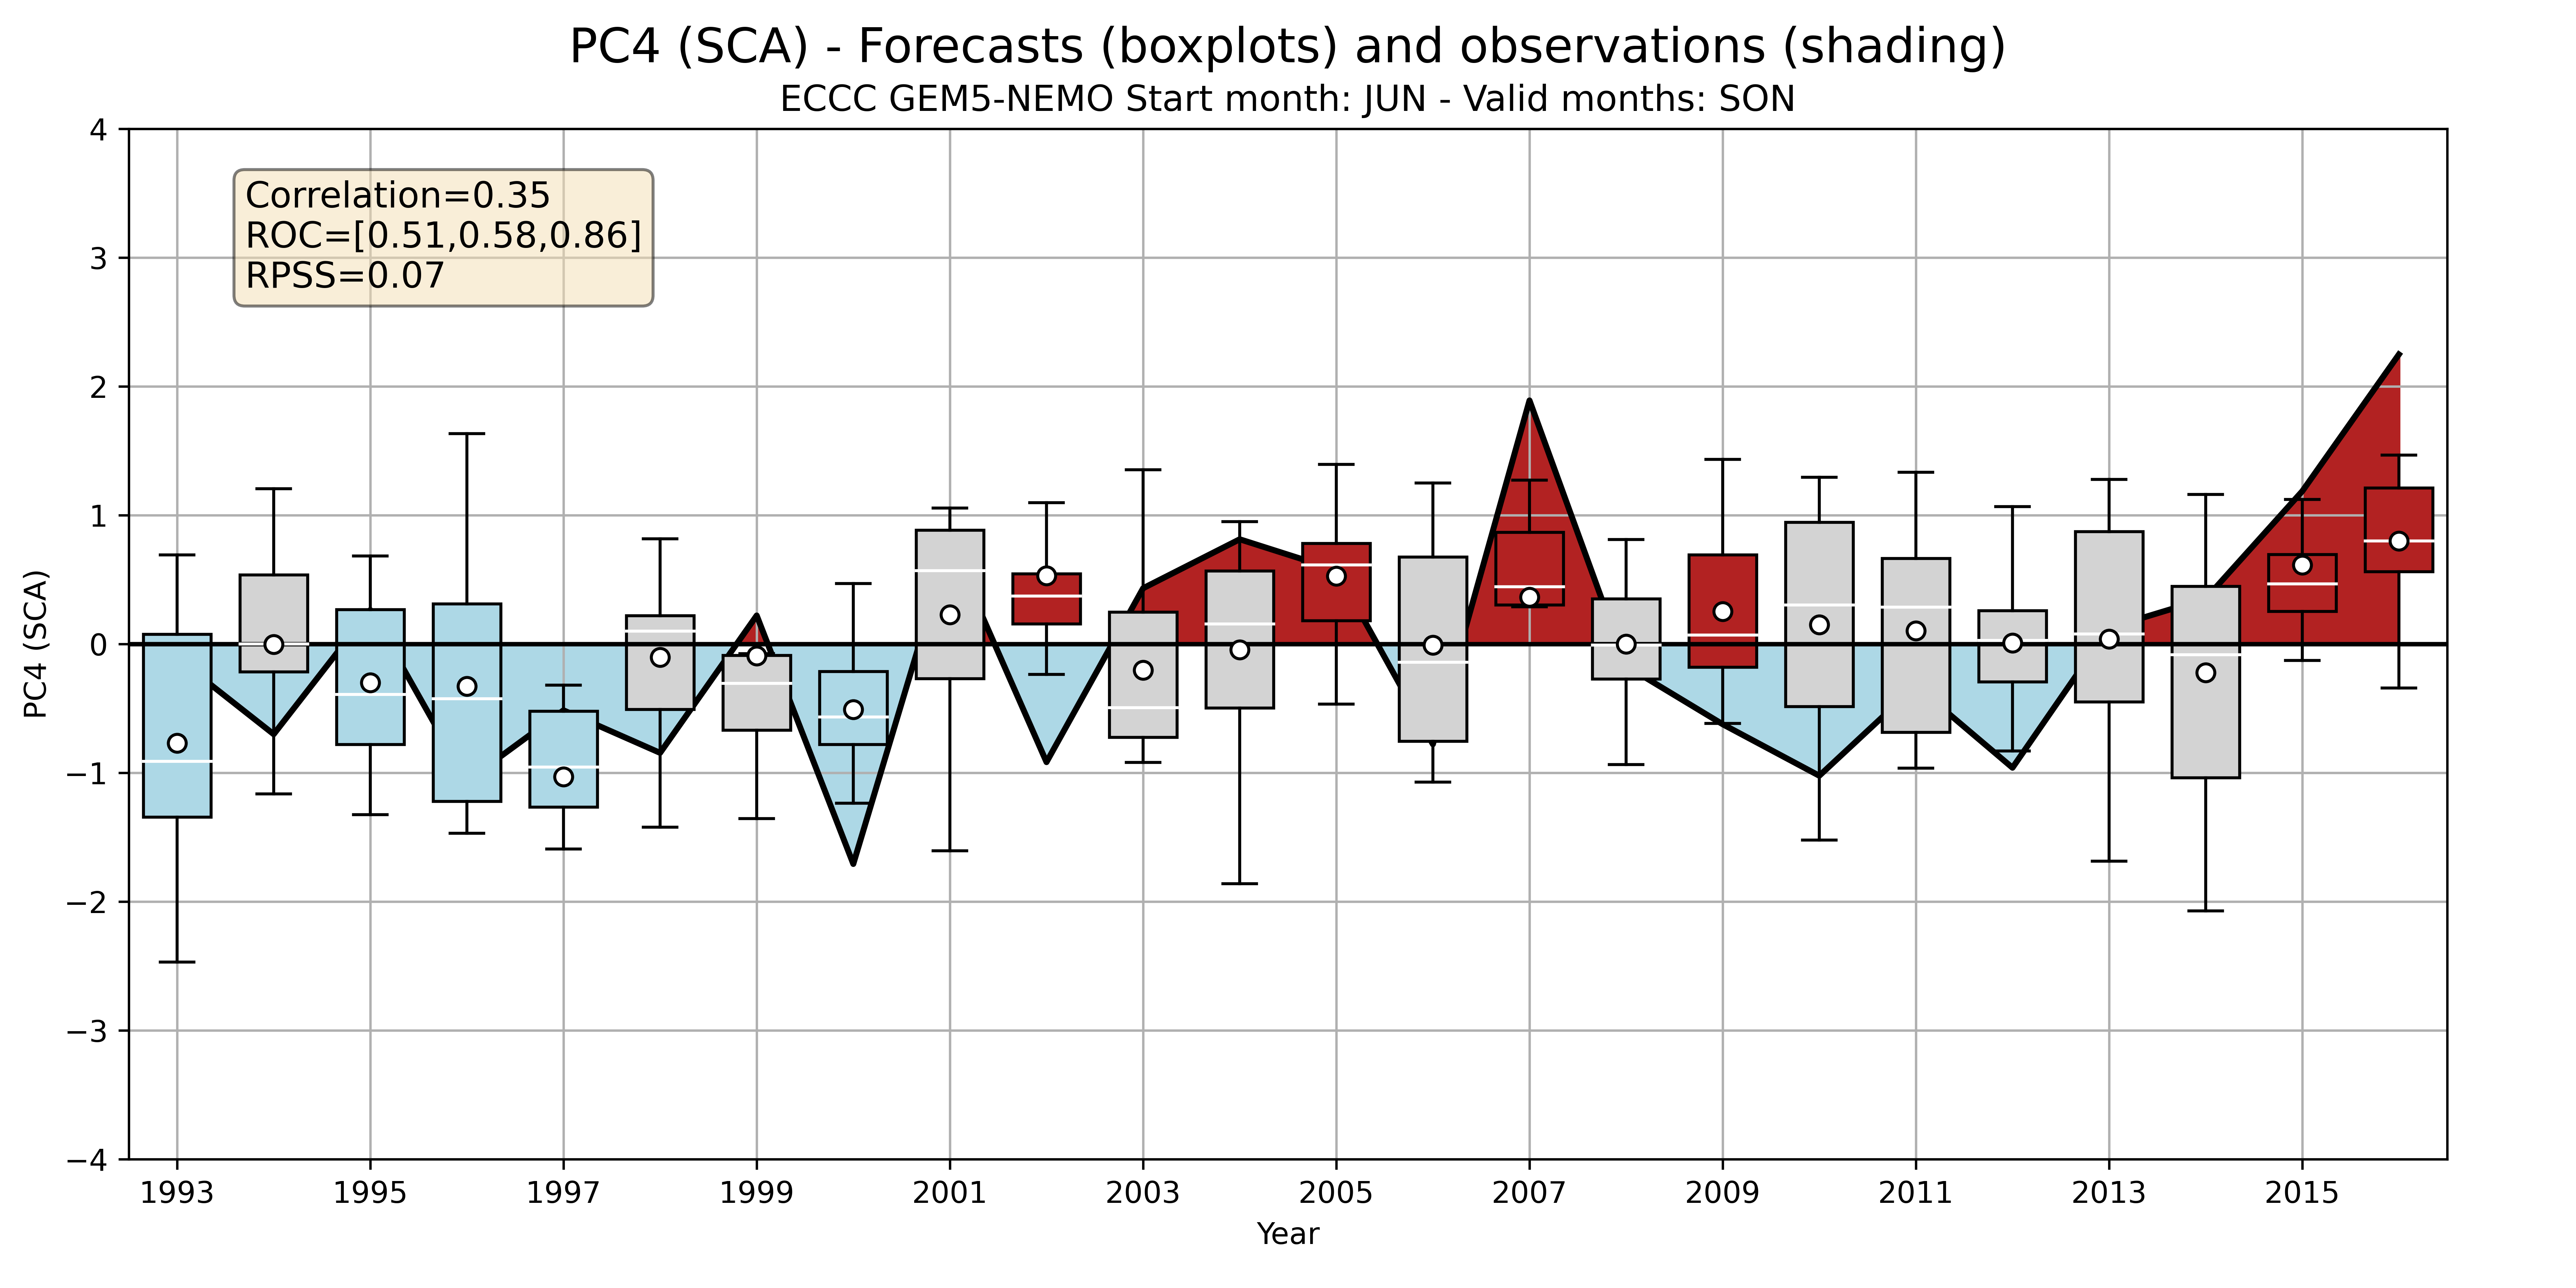 PC4 (SCA) - Forecasts (boxplots) and observations (shading)
ECCC GEM5-NEMO Start month: JUN - Valid months: SON
Correlation=0.35
ROC=[0.51,0.58,0.86]
RPSS=0.07
PC4 (SCA)
4
3
2
1
0
−1
−2
−3
−4
1993 1995 1997 1999 2001 2003 2005 2007 2009 2011 2013 2015
Year